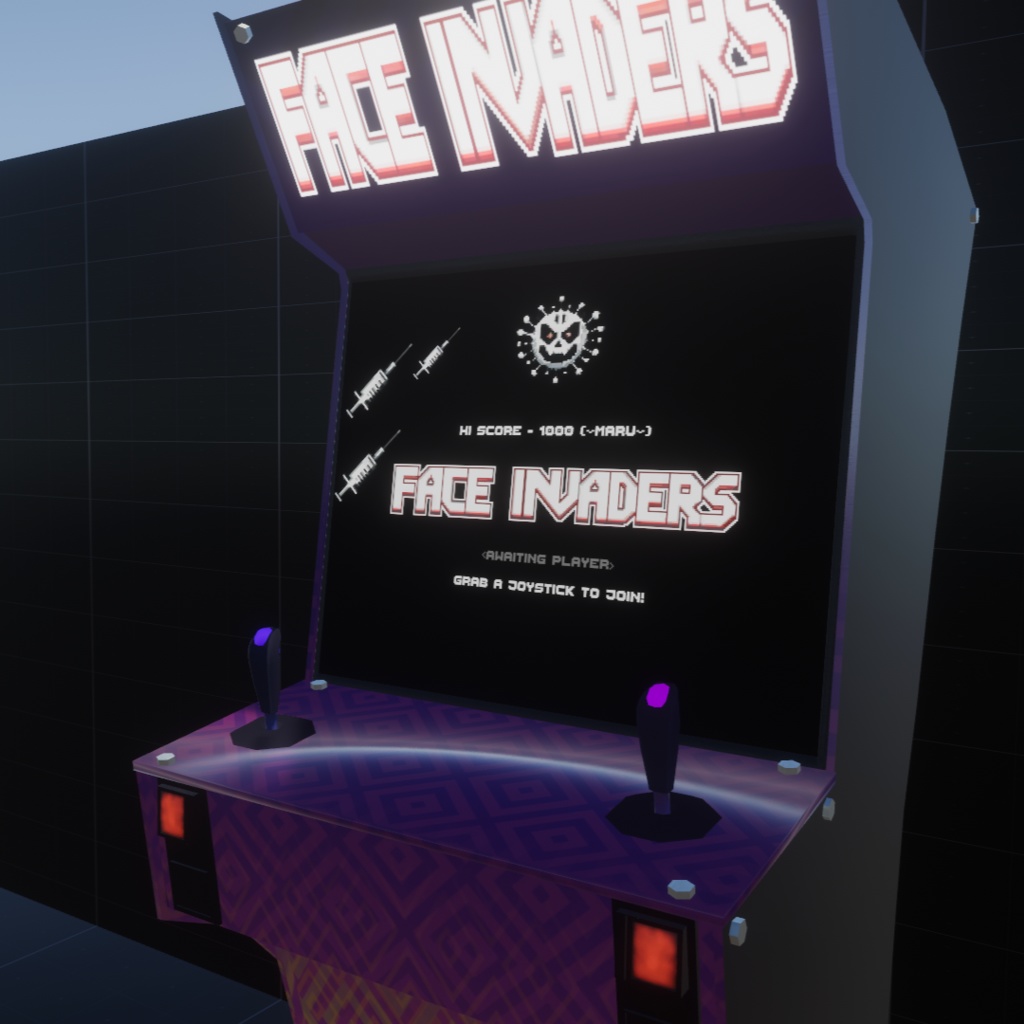 FACE INVADERS
HI SCORE - 1000 (~MARU~)
FACE INVADERS
<AWAITING PLAYER>
GRAB A JOYSTICK TO JOIN!